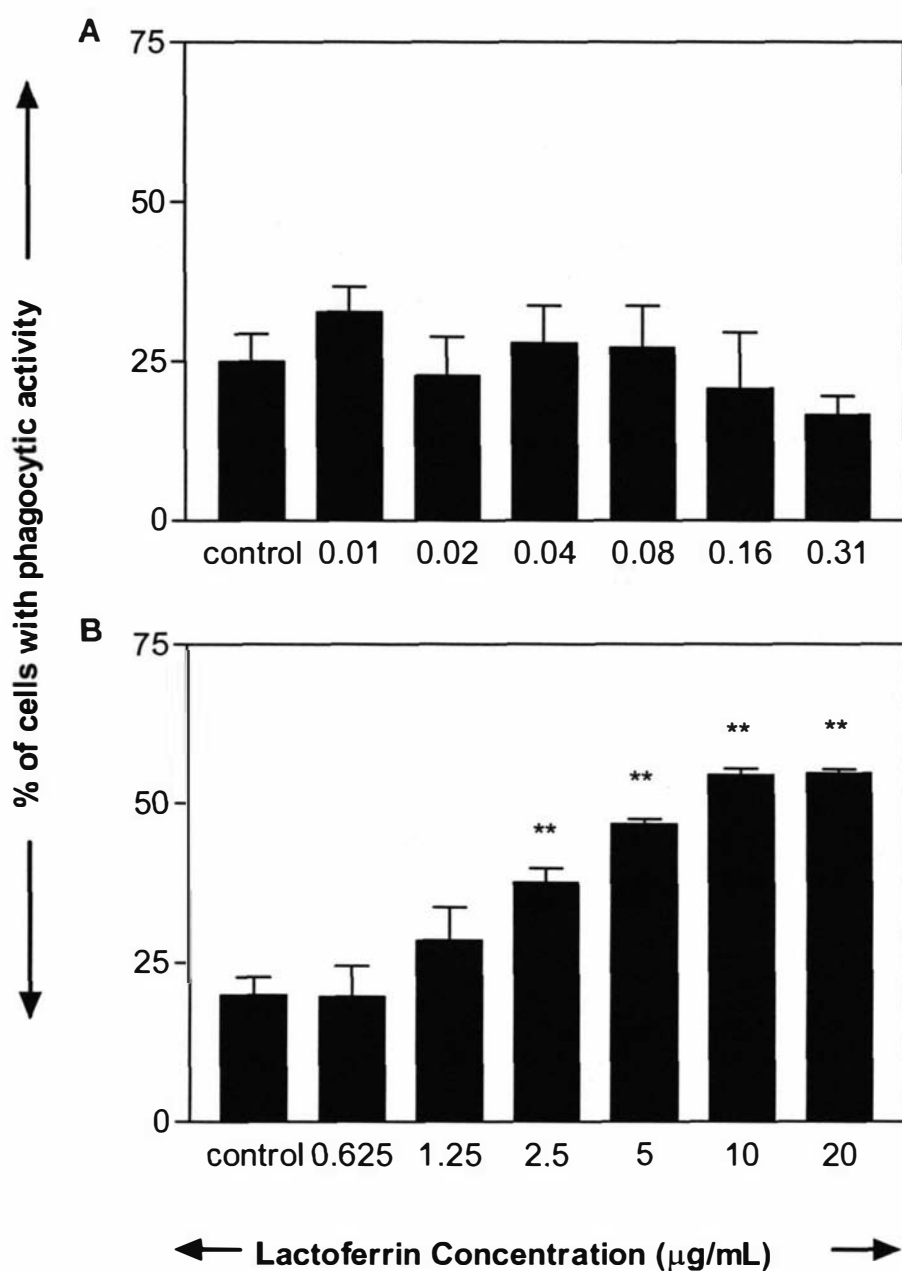 A
75
50
25
0
control 0.01 0.02 0.04 0.08 0.16 0.31
% of cells with phagocytic activity
B
75
** ** ** **
50
25
0
control 0.625 1.25 2.5 5 10 20
Lactoferrin Concentration (µg/mL)